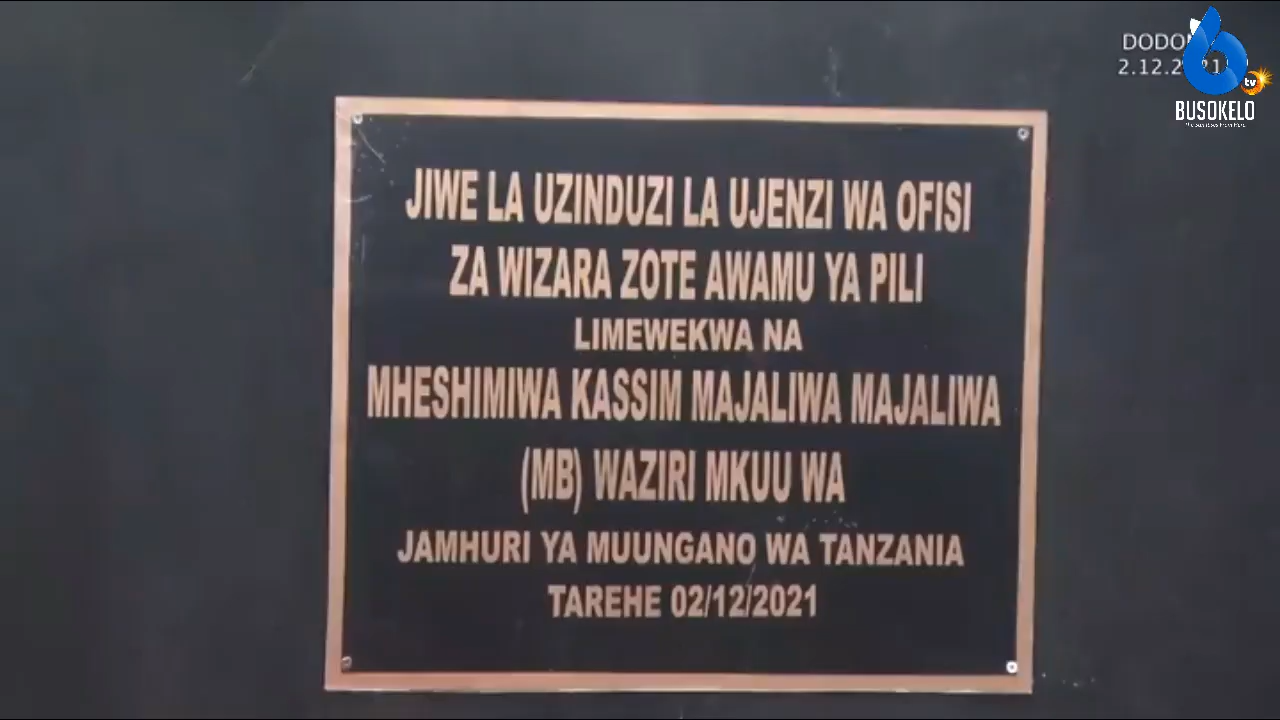 BUSOKELO
tv
JIWE LA UZINDUZI LA UJENZI WA OFISI
ZA WIZARA ZOTE AWAMU YA PILI
LIMEWEKWA NA
MHESHIMIWA KASSIM MAJALIWA MAJALIWA
(MB) WAZIRI MKUU WA
JAMHURI YA MUUNGANO WA TANZANIA
TAREHE 02/12/2021